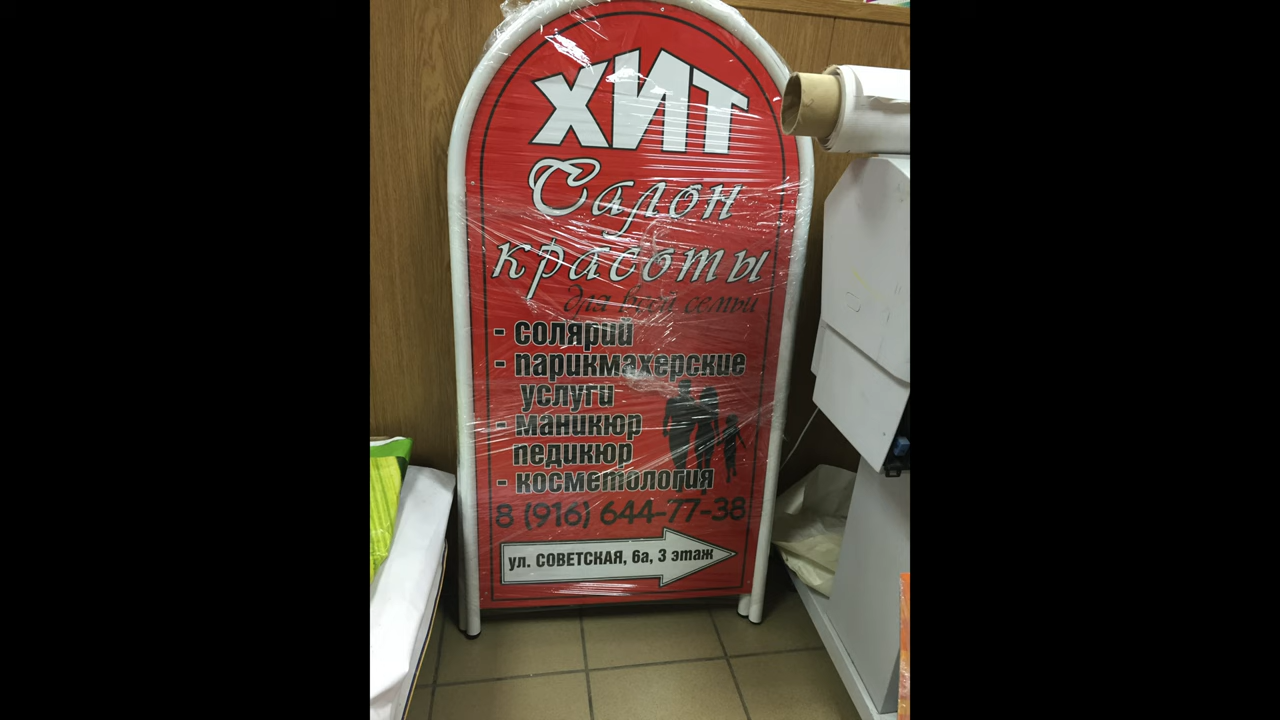 ХИТ
Салон
красоты
для всей семьи
- солярий
- парикмахерские
услуги
- маникюр
педикюр
- косметология
8 (916) 644-77-38
ул. СОВЕТСКАЯ, 6а, 3 этаж